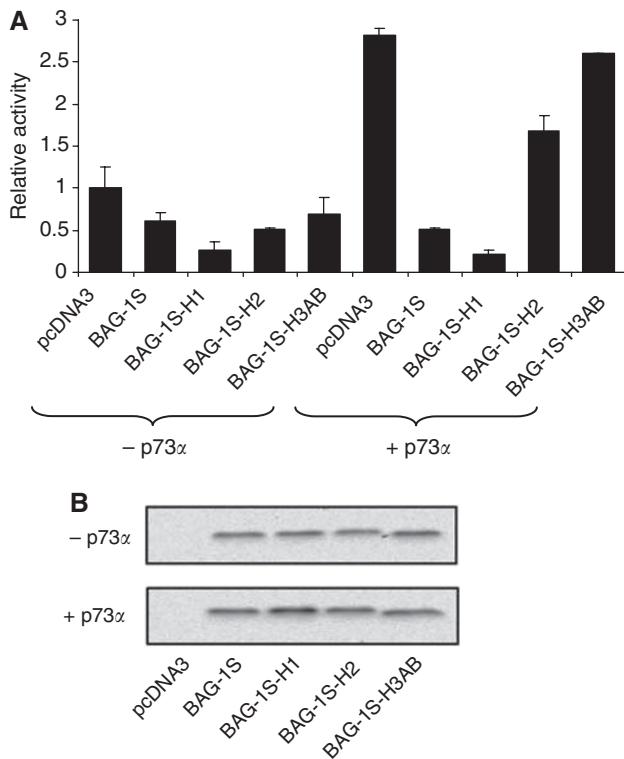 A
Relative activity
3
2.5
2
1.5
1
0.5
0
pcDNA3
BAG-1S
BAG-1S-H1
BAG-1S-H2
BAG-1S-H3AB
pcDNA3
BAG-1S
BAG-1S-H1
BAG-1S-H2
BAG-1S-H3AB
– p73α
+ p73α
B
– p73α
+ p73α
pcDNA3
BAG-1S
BAG-1S-H1
BAG-1S-H2
BAG-1S-H3AB